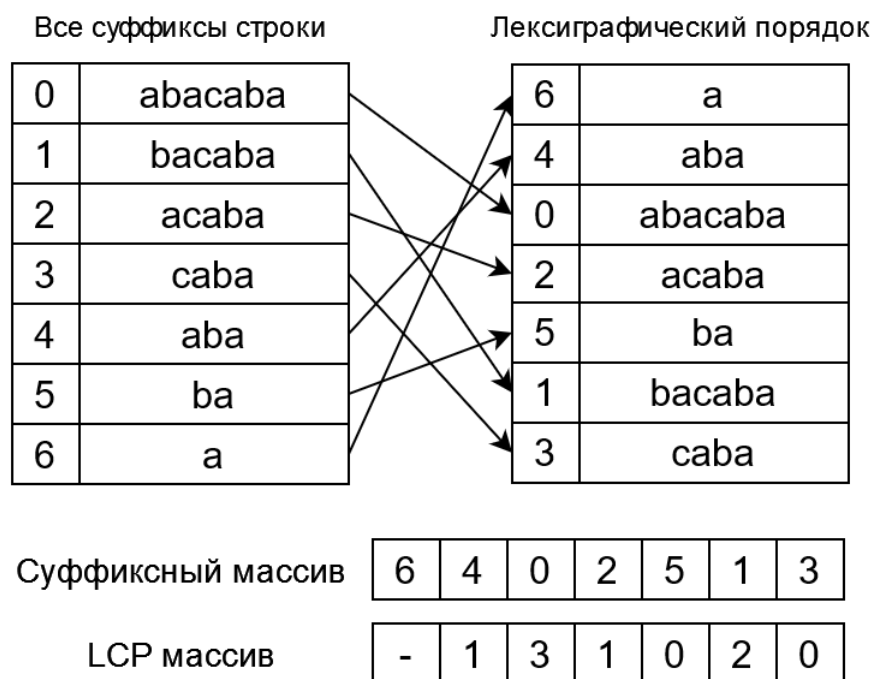 Все суффиксы строки Лексиграфический порядок
0 abacaba 6 a
1 bacaba 4 aba
2 acaba 0 abacaba
3 caba 2 acaba
4 aba 5 ba
5 ba 1 bacaba
6 a 3 caba
Суффиксный массив 6 4 0 2 5 1 3
LCP массив - 1 3 1 0 2 0